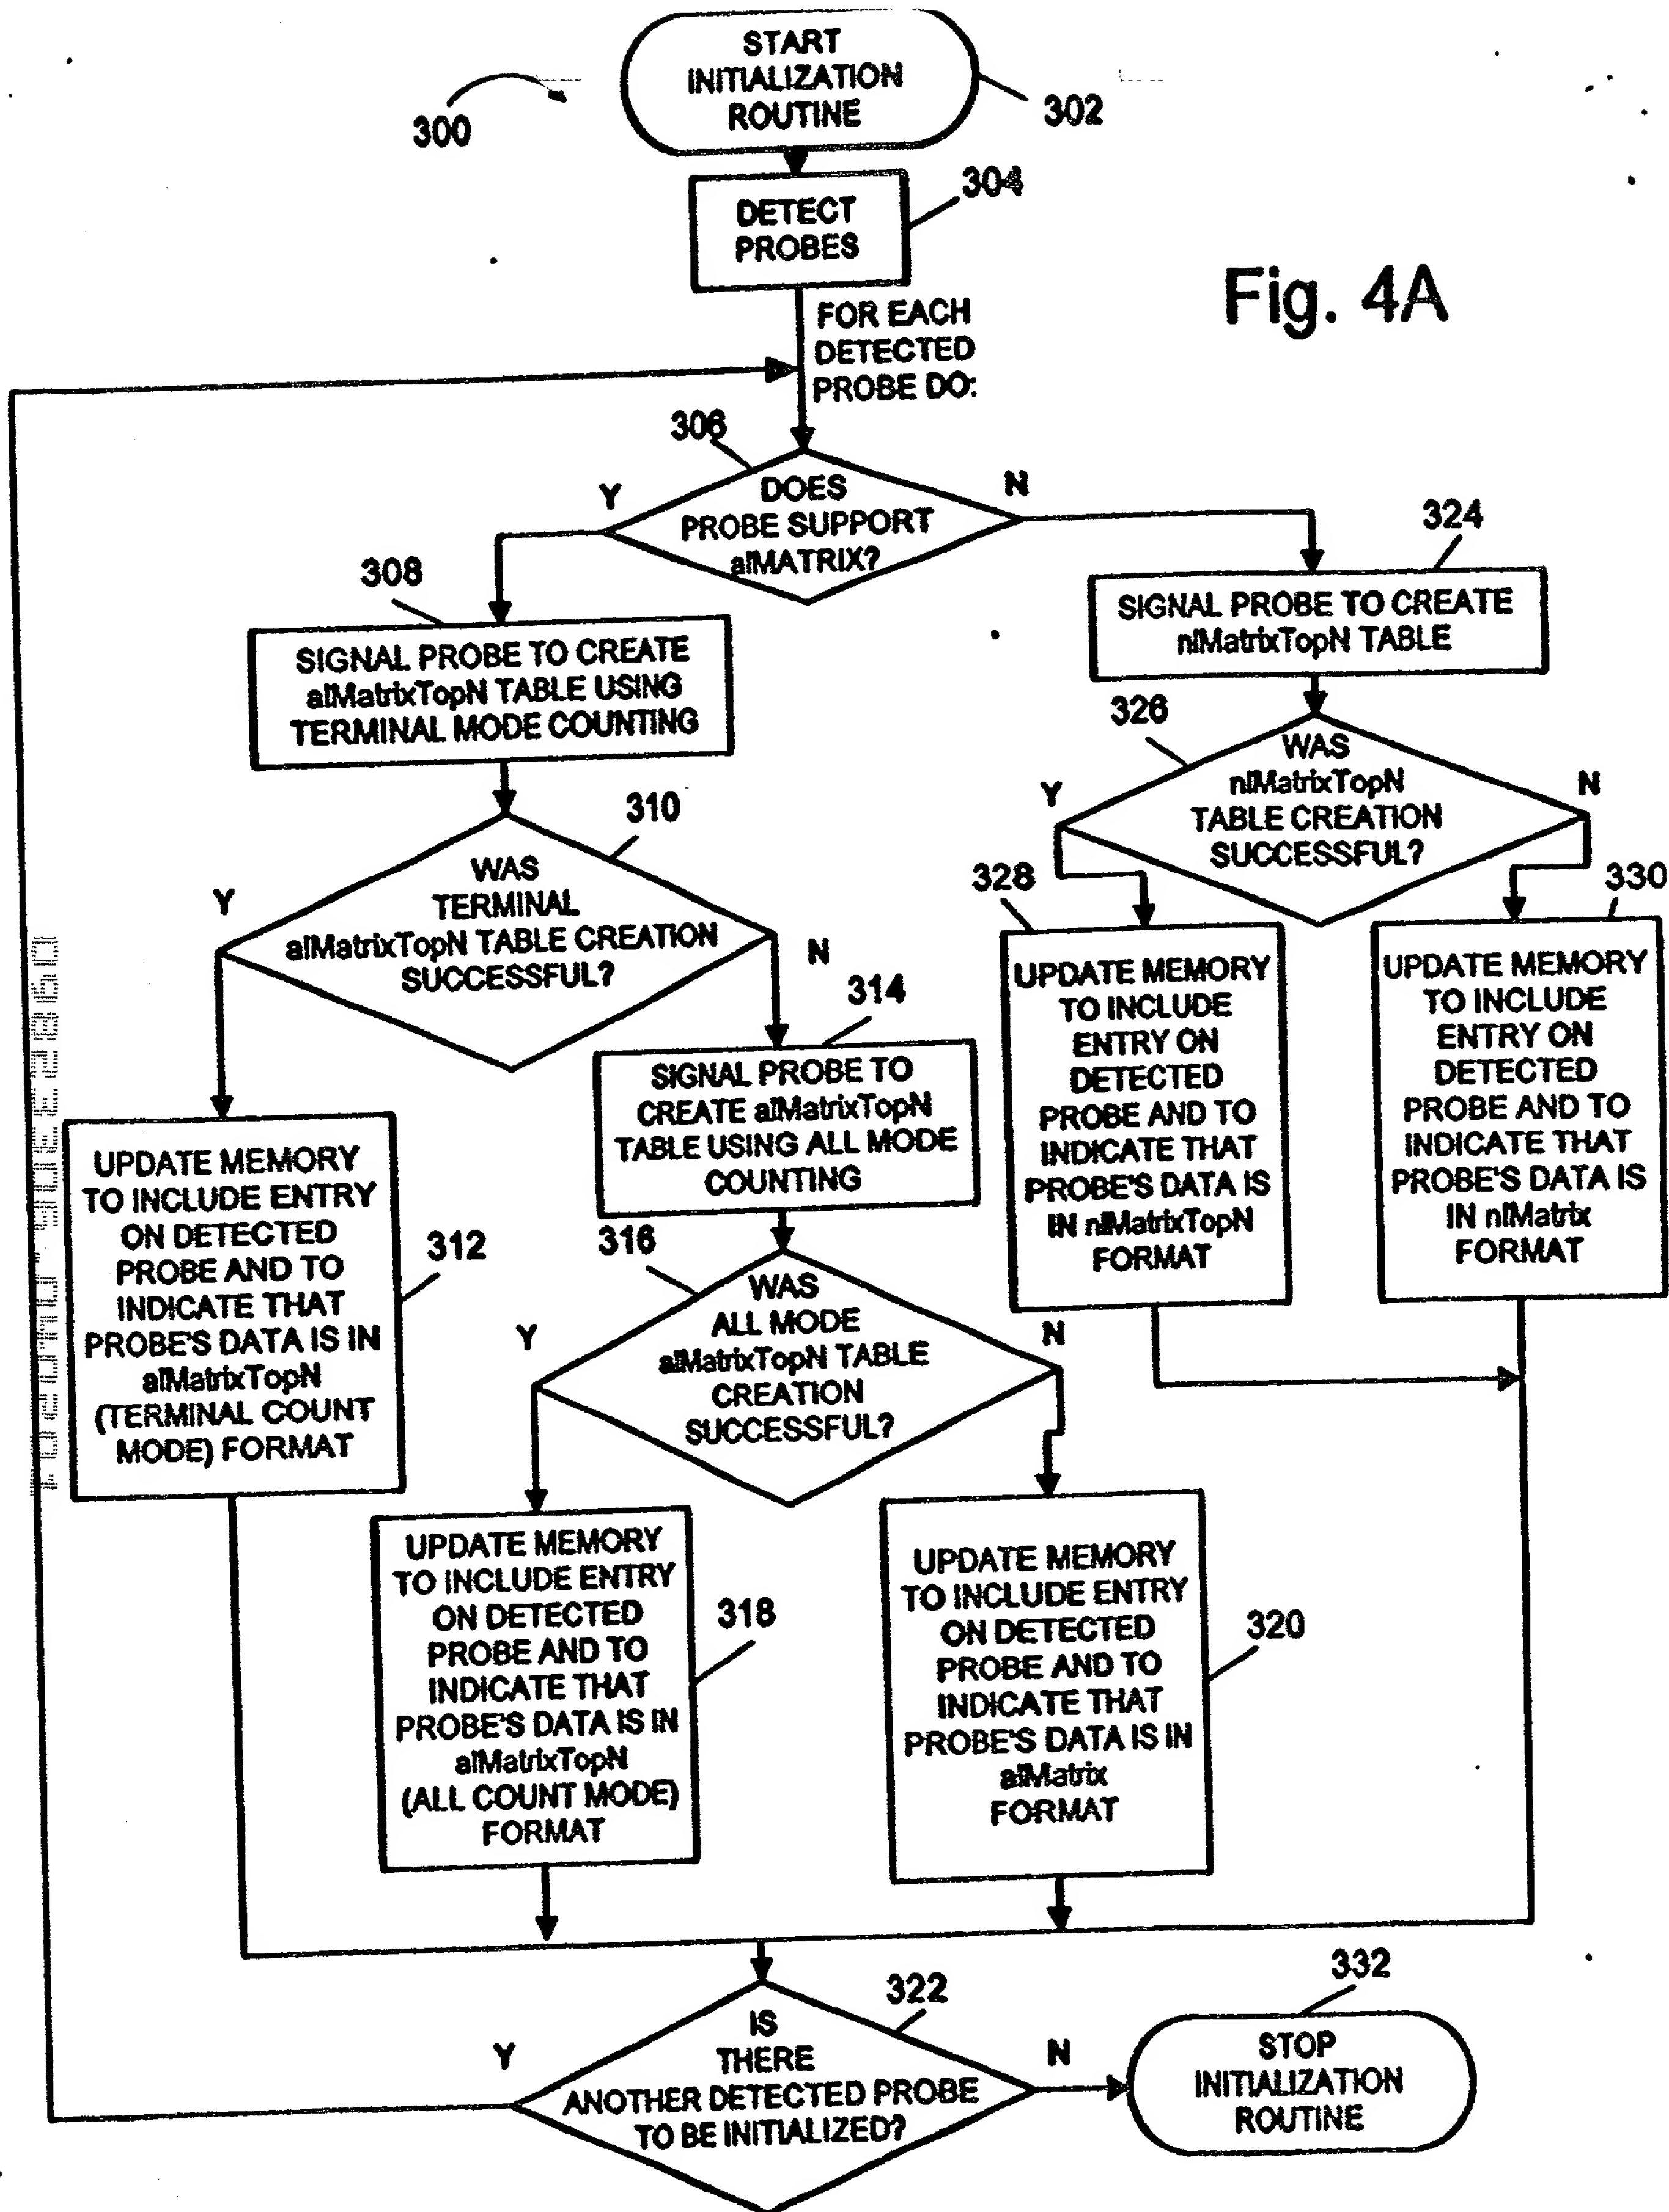 START
INITIALIZATION
ROUTINE
300
302
304
DETECT
PROBES
Fig. 4A
FOR EACH
DETECTED
PROBE DO:
306
Y
N
DOES
PROBE SUPPORT
alMATRIX?
308
SIGNAL PROBE TO CREATE
alMatrixTopN TABLE USING
TERMINAL MODE COUNTING
324
SIGNAL PROBE TO CREATE
nlMatrixTopN TABLE
310
Y
N
WAS
TERMINAL
alMatrixTopN TABLE CREATION
SUCCESSFUL?
326
Y
N
WAS
nlMatrixTopN
TABLE CREATION
SUCCESSFUL?
328
UPDATE MEMORY
TO INCLUDE
ENTRY ON
DETECTED
PROBE AND TO
INDICATE THAT
PROBE'S DATA IS
IN nlMatrixTopN
FORMAT
330
UPDATE MEMORY
TO INCLUDE
ENTRY ON
DETECTED
PROBE AND TO
INDICATE THAT
PROBE'S DATA IS
IN nlMatrix
FORMAT
314
SIGNAL PROBE TO
CREATE alMatrixTopN
TABLE USING ALL MODE
COUNTING
312
UPDATE MEMORY
TO INCLUDE ENTRY
ON DETECTED
PROBE AND TO
INDICATE THAT
PROBE'S DATA IS IN
alMatrixTopN
(TERMINAL COUNT
MODE) FORMAT
316
Y
N
WAS
ALL MODE
alMatrixTopN TABLE
CREATION
SUCCESSFUL?
318
UPDATE MEMORY
TO INCLUDE ENTRY
ON DETECTED
PROBE AND TO
INDICATE THAT
PROBE'S DATA IS IN
alMatrixTopN
(ALL COUNT MODE)
FORMAT
320
UPDATE MEMORY
TO INCLUDE ENTRY
ON DETECTED
PROBE AND TO
INDICATE THAT
PROBE'S DATA IS IN
alMatrix
FORMAT
322
Y
N
IS
THERE
ANOTHER DETECTED PROBE
TO BE INITIALIZED?
332
STOP
INITIALIZATION
ROUTINE